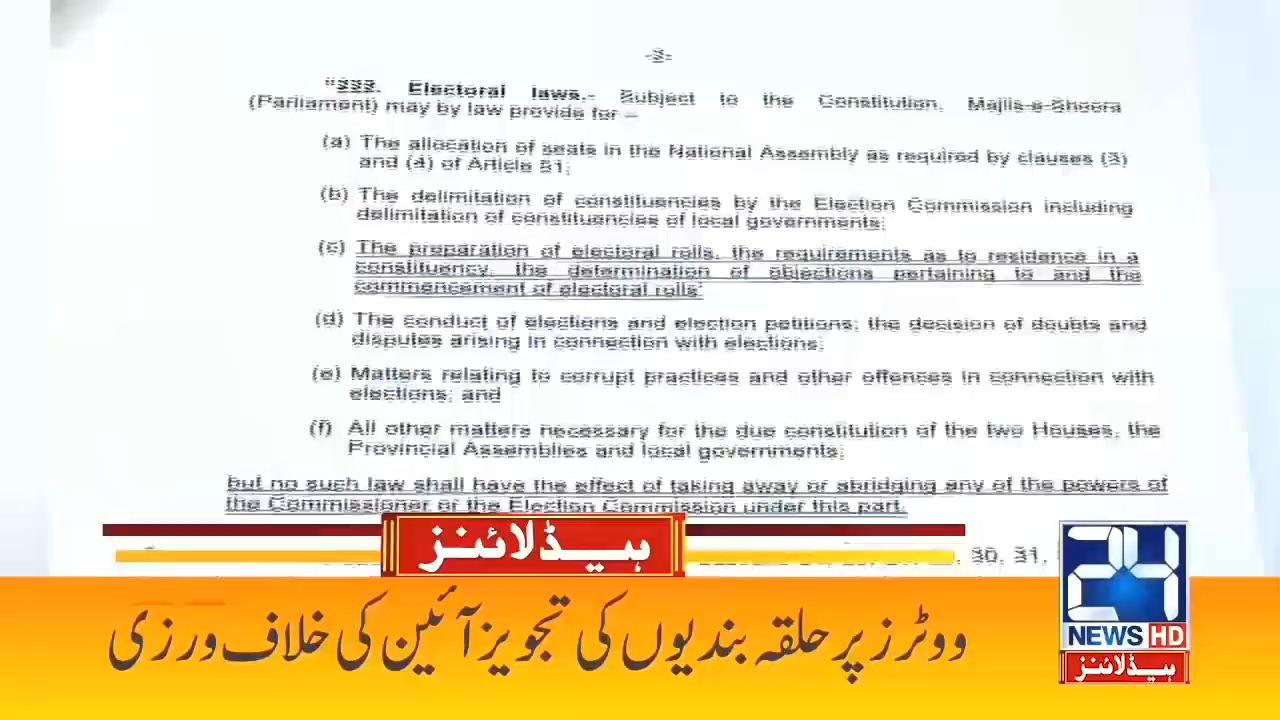 -3-
"222. Electoral laws.- Subject to the Constitution, Majlis-e-Shoora
(Parliament) may by law provide for –
(a) The allocation of seats in the National Assembly as required by clauses (3)
and (4) of Article 51;
(b) The delimitation of constituencies by the Election Commission including
delimitation of constituencies of local governments;
(c) The preparation of electoral rolls, the requirements as to residence in a
constituency, the determination of objections pertaining to and the
commencement of electoral rolls;
(d) The conduct of elections and election petitions; the decision of doubts and
disputes arising in connection with elections;
(e) Matters relating to corrupt practices and other offences in connection with
elections; and
(f) All other matters necessary for the due constitution of the two Houses, the
Provincial Assemblies and local governments;
but no such law shall have the effect of taking away or abridging any of the powers of
the Commissioner or the Election Commission under this part.
30, 31,
ہیڈلائنز
ووٹرز پر حلقہ بندیوں کی تجویز آئین کی خلاف ورزی
24
NEWS HD
ہیڈلائنز